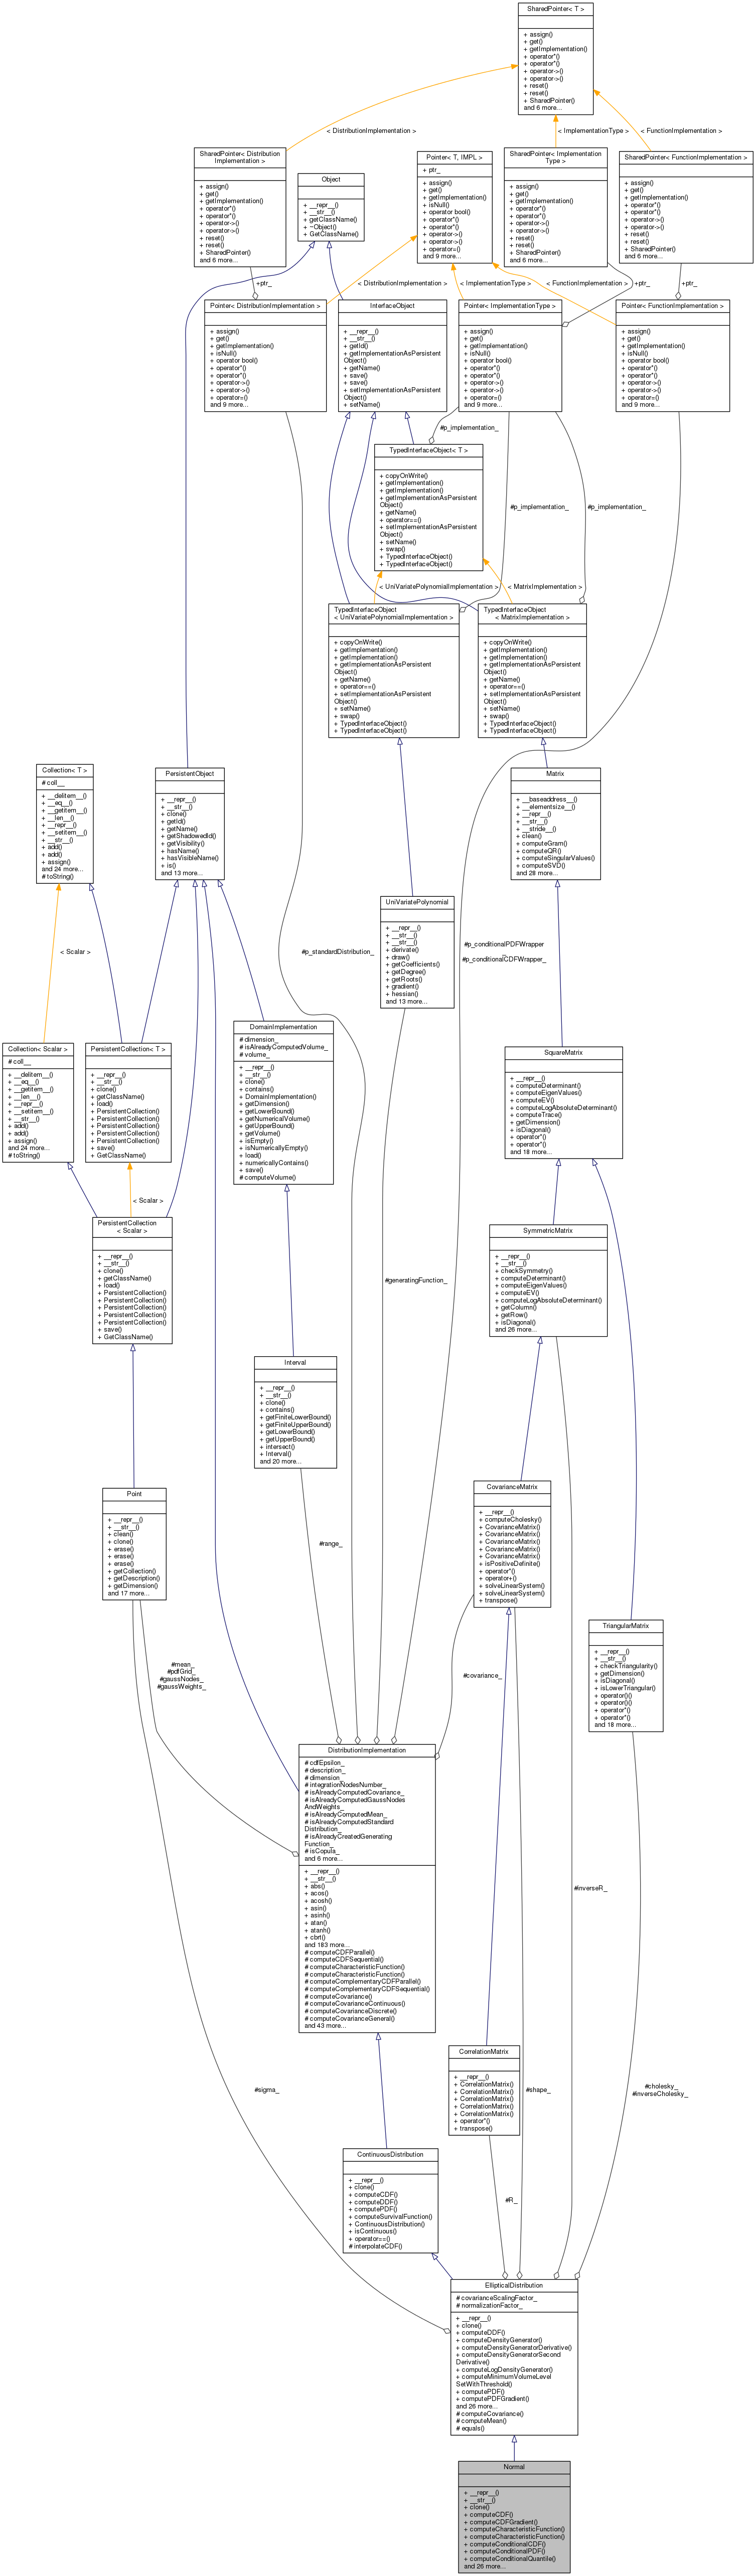 SharedPointer< T >
+ assign()
+ get()
+ getImplementation()
+ operator*()
+ operator*()
+ operator->()
+ operator->()
+ reset()
+ reset()
+ SharedPointer()
and 6 more...
< DistributionImplementation >
< ImplementationType >
< FunctionImplementation >
SharedPointer< Distribution
Implementation >
+ assign()
+ get()
+ getImplementation()
+ operator*()
+ operator*()
+ operator->()
+ operator->()
+ reset()
+ reset()
+ SharedPointer()
and 6 more...
Object
+ __repr__()
+ __str__()
+ getClassName()
+ ~Object()
+ GetClassName()
Pointer< T, IMPL >
+ ptr_
+ assign()
+ get()
+ getImplementation()
+ isNull()
+ operator bool()
+ operator*()
+ operator*()
+ operator->()
+ operator->()
+ operator=()
and 9 more...
SharedPointer< Implementation
Type >
+ assign()
+ get()
+ getImplementation()
+ operator*()
+ operator*()
+ operator->()
+ operator->()
+ reset()
+ reset()
+ SharedPointer()
and 6 more...
SharedPointer< FunctionImplementation >
+ assign()
+ get()
+ getImplementation()
+ operator*()
+ operator*()
+ operator->()
+ operator->()
+ reset()
+ reset()
+ SharedPointer()
and 6 more...
+ptr_
< DistributionImplementation >
< ImplementationType >
< FunctionImplementation >
+ptr_
+ptr_
Pointer< DistributionImplementation >
+ assign()
+ get()
+ getImplementation()
+ isNull()
+ operator bool()
+ operator*()
+ operator*()
+ operator->()
+ operator->()
+ operator=()
and 9 more...
InterfaceObject
+ __repr__()
+ __str__()
+ getId()
+ getImplementationAsPersistent
Object()
+ getName()
+ save()
+ save()
+ setImplementationAsPersistent
Object()
+ setName()
Pointer< ImplementationType >
+ assign()
+ get()
+ getImplementation()
+ isNull()
+ operator bool()
+ operator*()
+ operator*()
+ operator->()
+ operator->()
+ operator=()
and 9 more...
Pointer< FunctionImplementation >
+ assign()
+ get()
+ getImplementation()
+ isNull()
+ operator bool()
+ operator*()
+ operator*()
+ operator->()
+ operator->()
+ operator=()
and 9 more...
#p_implementation_
TypedInterfaceObject< T >
+ copyOnWrite()
+ getImplementation()
+ getImplementation()
+ getImplementationAsPersistent
Object()
+ getName()
+ operator==()
+ setImplementationAsPersistent
Object()
+ setName()
+ swap()
+ TypedInterfaceObject()
+ TypedInterfaceObject()
#p_implementation_
#p_implementation_
< UniVariatePolynomialImplementation >
< MatrixImplementation >
TypedInterfaceObject
< UniVariatePolynomialImplementation >
+ copyOnWrite()
+ getImplementation()
+ getImplementation()
+ getImplementationAsPersistent
Object()
+ getName()
+ operator==()
+ setImplementationAsPersistent
Object()
+ setName()
+ swap()
+ TypedInterfaceObject()
+ TypedInterfaceObject()
TypedInterfaceObject
< MatrixImplementation >
+ copyOnWrite()
+ getImplementation()
+ getImplementation()
+ getImplementationAsPersistent
Object()
+ getName()
+ operator==()
+ setImplementationAsPersistent
Object()
+ setName()
+ swap()
+ TypedInterfaceObject()
+ TypedInterfaceObject()
Collection< T >
# coll__
+ __delitem__()
+ __eq__()
+ __getitem__()
+ __len__()
+ __repr__()
+ __setitem__()
+ __str__()
+ add()
+ add()
+ assign()
and 24 more...
# toString()
PersistentObject
+ __repr__()
+ __str__()
+ clone()
+ getId()
+ getName()
+ getShadowedId()
+ getVisibility()
+ hasName()
+ hasVisibleName()
+ is()
and 13 more...
Matrix
+ __baseaddress__()
+ __elementsize__()
+ __repr__()
+ __str__()
+ __stride__()
+ clean()
+ computeGram()
+ computeQR()
+ computeSingularValues()
+ computeSVD()
and 28 more...
UniVariatePolynomial
+ __repr__()
+ __str__()
+ __str__()
+ derivate()
+ draw()
+ getCoefficients()
+ getDegree()
+ getRoots()
+ gradient()
+ hessian()
and 13 more...
< Scalar >
#p_standardDistribution_
#p_conditionalPDFWrapper
_
#p_conditionalCDFWrapper_
Collection< Scalar >
# coll__
+ __delitem__()
+ __eq__()
+ __getitem__()
+ __len__()
+ __repr__()
+ __setitem__()
+ __str__()
+ add()
+ add()
+ assign()
and 24 more...
# toString()
PersistentCollection< T >
+ __repr__()
+ __str__()
+ clone()
+ getClassName()
+ load()
+ PersistentCollection()
+ PersistentCollection()
+ PersistentCollection()
+ PersistentCollection()
+ PersistentCollection()
+ save()
+ GetClassName()
DomainImplementation
# dimension_
# isAlreadyComputedVolume_
# volume_
+ __repr__()
+ __str__()
+ clone()
+ contains()
+ DomainImplementation()
+ getDimension()
+ getLowerBound()
+ getNumericalVolume()
+ getUpperBound()
+ getVolume()
+ isEmpty()
+ isNumericallyEmpty()
+ load()
+ numericallyContains()
+ save()
# computeVolume()
SquareMatrix
+ __repr__()
+ computeDeterminant()
+ computeEigenValues()
+ computeEV()
+ computeLogAbsoluteDeterminant()
+ computeTrace()
+ getDimension()
+ isDiagonal()
+ operator*()
+ operator*()
and 18 more...
< Scalar >
PersistentCollection
< Scalar >
+ __repr__()
+ __str__()
+ clone()
+ getClassName()
+ load()
+ PersistentCollection()
+ PersistentCollection()
+ PersistentCollection()
+ PersistentCollection()
+ PersistentCollection()
+ save()
+ GetClassName()
#generatingFunction_
SymmetricMatrix
+ __repr__()
+ __str__()
+ checkSymmetry()
+ computeDeterminant()
+ computeEigenValues()
+ computeEV()
+ computeLogAbsoluteDeterminant()
+ getColumn()
+ getRow()
+ isDiagonal()
and 26 more...
Interval
+ __repr__()
+ __str__()
+ clone()
+ contains()
+ getFiniteLowerBound()
+ getFiniteUpperBound()
+ getLowerBound()
+ getUpperBound()
+ intersect()
+ Interval()
and 20 more...
Point
+ __repr__()
+ __str__()
+ clean()
+ clone()
+ erase()
+ erase()
+ erase()
+ getCollection()
+ getDescription()
+ getDimension()
and 17 more...
#range_
CovarianceMatrix
+ __repr__()
+ computeCholesky()
+ CovarianceMatrix()
+ CovarianceMatrix()
+ CovarianceMatrix()
+ CovarianceMatrix()
+ CovarianceMatrix()
+ isPositiveDefinite()
+ operator*()
+ operator+()
+ solveLinearSystem()
+ solveLinearSystem()
+ transpose()
TriangularMatrix
+ __repr__()
+ __str__()
+ checkTriangularity()
+ getDimension()
+ isDiagonal()
+ isLowerTriangular()
+ operator()()
+ operator()()
+ operator*()
+ operator*()
and 18 more...
#mean_
#pdfGrid_
#gaussNodes_
#gaussWeights_
#covariance_
DistributionImplementation
# cdfEpsilon_
# description_
# dimension_
# integrationNodesNumber_
# isAlreadyComputedCovariance_
# isAlreadyComputedGaussNodes
AndWeights_
# isAlreadyComputedMean_
# isAlreadyComputedStandard
Distribution_
# isAlreadyCreatedGenerating
Function_
# isCopula_
and 6 more...
+ __repr__()
+ __str__()
+ abs()
+ acos()
+ acosh()
+ asin()
+ asinh()
+ atan()
+ atanh()
+ cbrt()
and 183 more...
# computeCDFParallel()
# computeCDFSequential()
# computeCharacteristicFunction()
# computeCharacteristicFunction()
# computeComplementaryCDFParallel()
# computeComplementaryCDFSequential()
# computeCovariance()
# computeCovarianceContinuous()
# computeCovarianceDiscrete()
# computeCovarianceGeneral()
and 43 more...
#inverseR_
CorrelationMatrix
+ __repr__()
+ CorrelationMatrix()
+ CorrelationMatrix()
+ CorrelationMatrix()
+ CorrelationMatrix()
+ CorrelationMatrix()
+ operator*()
+ transpose()
#sigma_
#shape_
#cholesky_
#inverseCholesky_
ContinuousDistribution
+ __repr__()
+ clone()
+ computeCDF()
+ computeDDF()
+ computePDF()
+ computeSurvivalFunction()
+ ContinuousDistribution()
+ isContinuous()
+ operator==()
# interpolateCDF()
#R_
EllipticalDistribution
# covarianceScalingFactor_
# normalizationFactor_
+ __repr__()
+ clone()
+ computeDDF()
+ computeDensityGenerator()
+ computeDensityGeneratorDerivative()
+ computeDensityGeneratorSecond
Derivative()
+ computeLogDensityGenerator()
+ computeMinimumVolumeLevel
SetWithThreshold()
+ computePDF()
+ computePDFGradient()
and 26 more...
# computeCovariance()
# computeMean()
# equals()
Normal
+ __repr__()
+ __str__()
+ clone()
+ computeCDF()
+ computeCDFGradient()
+ computeCharacteristicFunction()
+ computeCharacteristicFunction()
+ computeConditionalCDF()
+ computeConditionalPDF()
+ computeConditionalQuantile()
and 26 more...